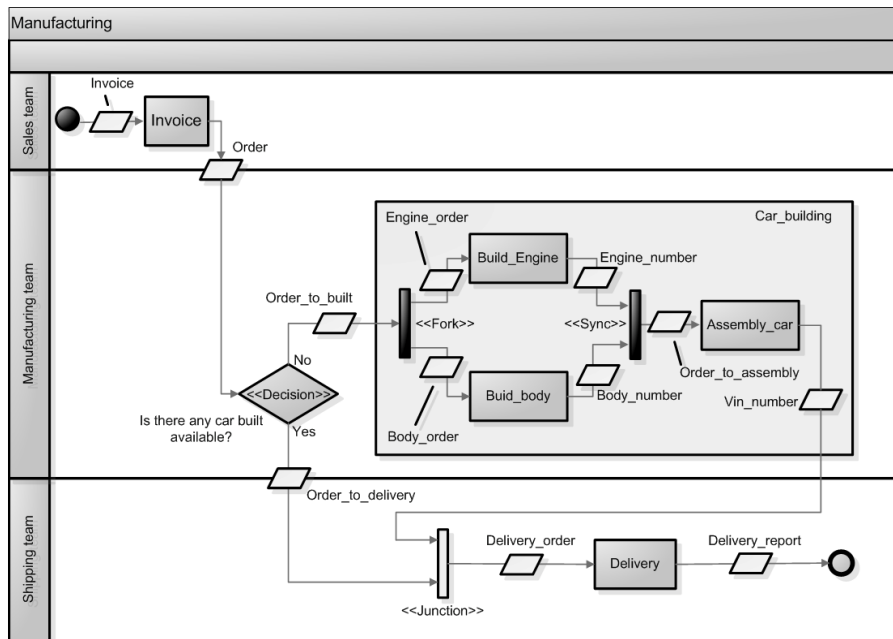 Manufacturing
Sales team
Invoice
Invoice
Order
Manufacturing team
Car_building
Engine_order
Build_Engine
Engine_number
Order_to_built
<<Fork>>
<<Sync>>
Assembly_car
No
Order_to_assembly
<<Decision>>
Buid_body
Body_number
Vin_number
Is there any car built
available?
Yes
Body_order
Order_to_delivery
Shipping team
Delivery_order
Delivery
Delivery_report
<<Junction>>